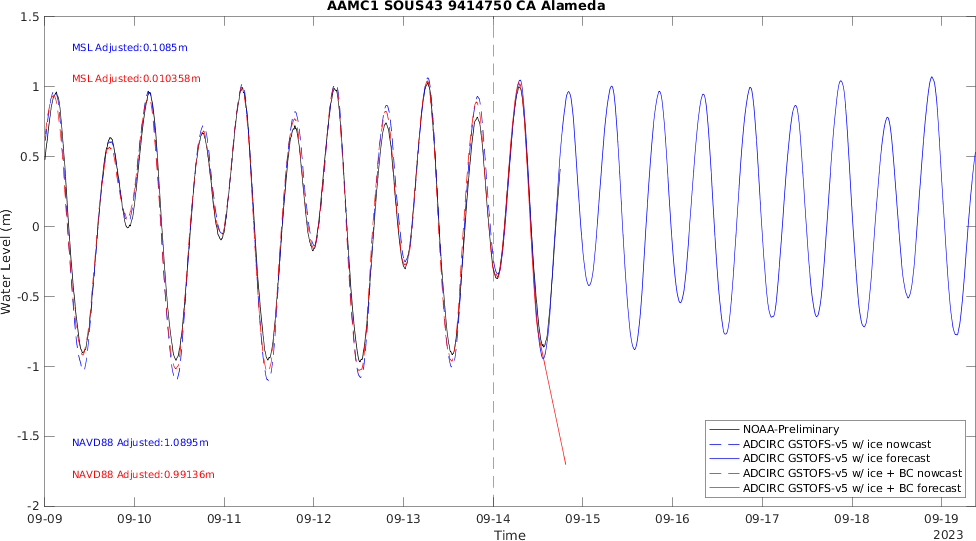 AAMC1 SOUS43 9414750 CA Alameda
1.5
1
0.5
0
-0.5
-1
-1.5
-2
Water Level (m)
MSL Adjusted:0.1085m
MSL Adjusted:0.010358m
NAVD88 Adjusted:1.0895m
NAVD88 Adjusted:0.99136m
NOAA-Preliminary
ADCIRC GSTOFS-v5 w/ ice nowcast
ADCIRC GSTOFS-v5 w/ ice forecast
ADCIRC GSTOFS-v5 w/ ice + BC nowcast
ADCIRC GSTOFS-v5 w/ ice + BC forecast
09-09 09-10 09-11 09-12 09-13 09-14 09-15 09-16 09-17 09-18 09-19
Time
2023